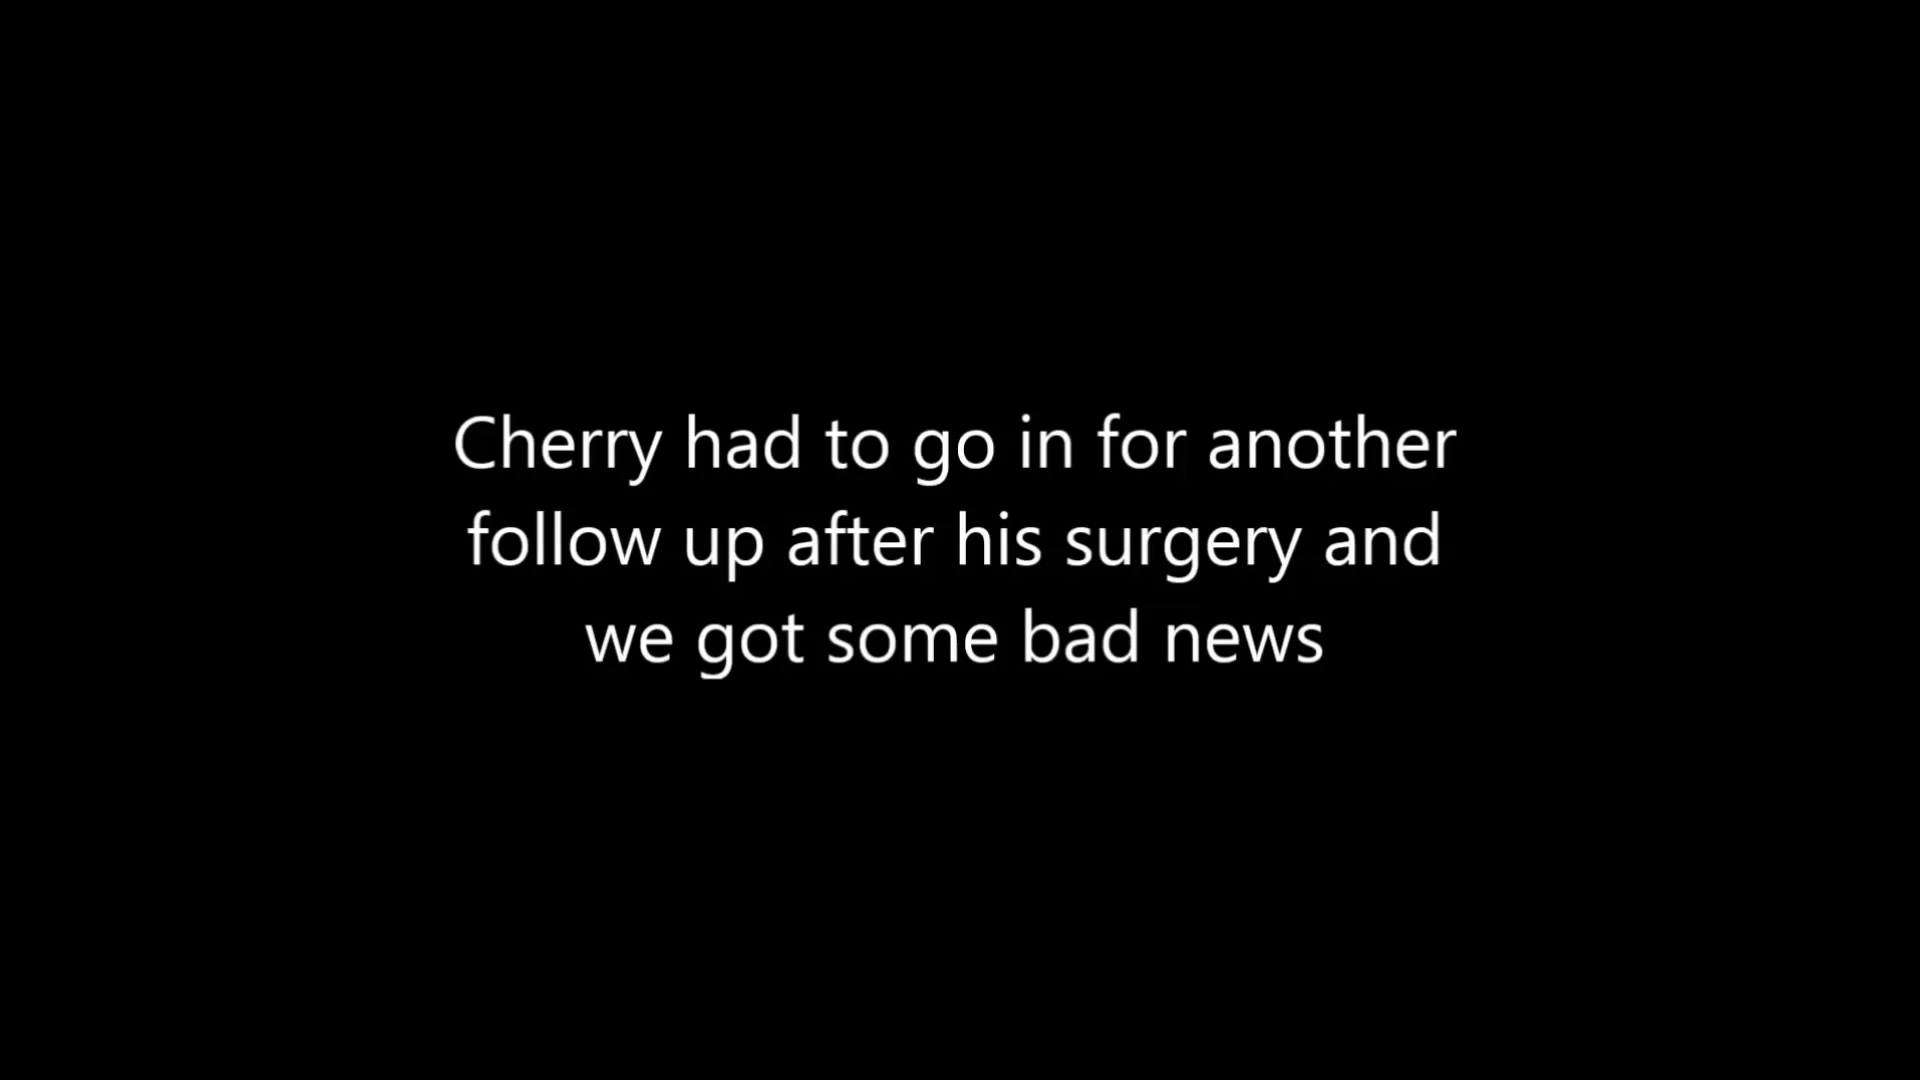 Cherry had to go in for another
follow up after his surgery and
we got some bad news